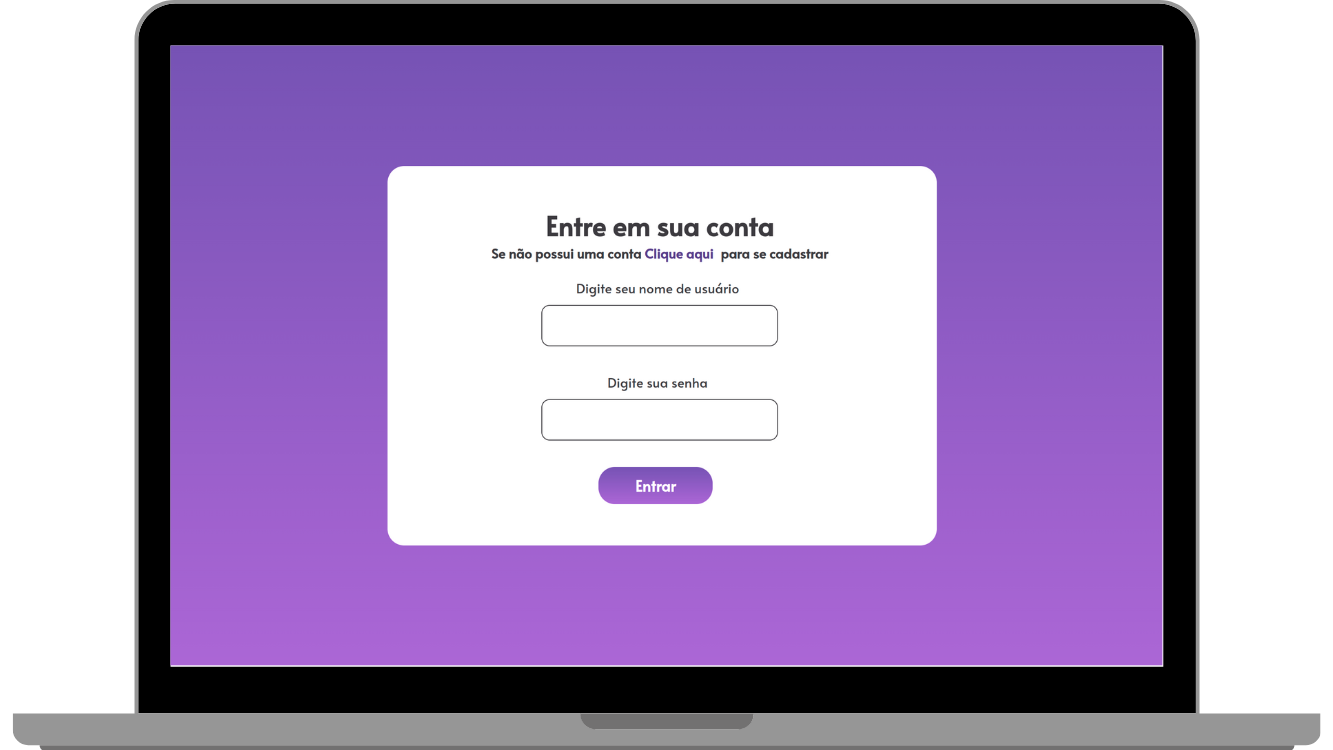 Entre em sua conta
Se não possui uma conta Clique aqui para se cadastrar
Digite seu nome de usuário
Digite sua senha
Entrar